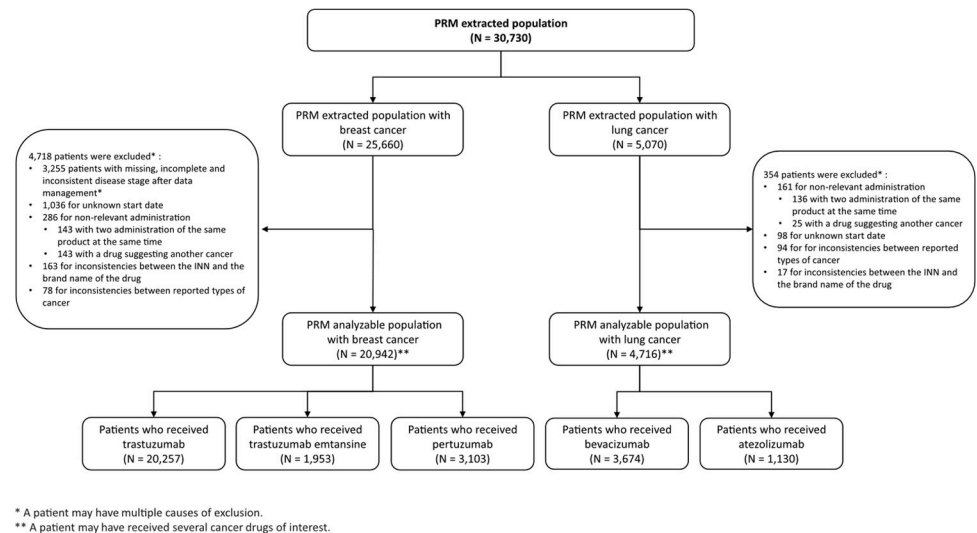 PRM extracted population
(N = 30,730)
PRM extracted population with
breast cancer
(N = 25,660)
PRM extracted population with
lung cancer
(N = 5,070)
4,718 patients were excluded* :
• 3,255 patients with missing, incomplete and
inconsistent disease stage after data
management*
• 1,036 for unknown start date
• 286 for non-relevant administration
• 143 with two administration of the same
product at the same time
• 143 with a drug suggesting another cancer
• 163 for inconsistencies between the INN and the
brand name of the drug
• 78 for inconsistencies between reported types of
cancer
354 patients were excluded* :
• 161 for non-relevant administration
• 136 with two administration of the same
product at the same time
• 25 with a drug suggesting another cancer
• 98 for unknown start date
• 94 for for inconsistencies between reported
types of cancer
• 17 for inconsistencies between the INN and
the brand name of the drug
PRM analyzable population
with breast cancer
(N = 20,942)**
PRM analyzable population
with lung cancer
(N = 4,716)**
Patients who received
trastuzumab
(N = 20,257)
Patients who received
trastuzumab emtansine
(N = 1,953)
Patients who received
pertuzumab
(N = 3,103)
Patients who received
bevacizumab
(N = 3,674)
Patients who received
atezolizumab
(N = 1,130)
* A patient may have multiple causes of exclusion.
** A patient may have received several cancer drugs of interest.